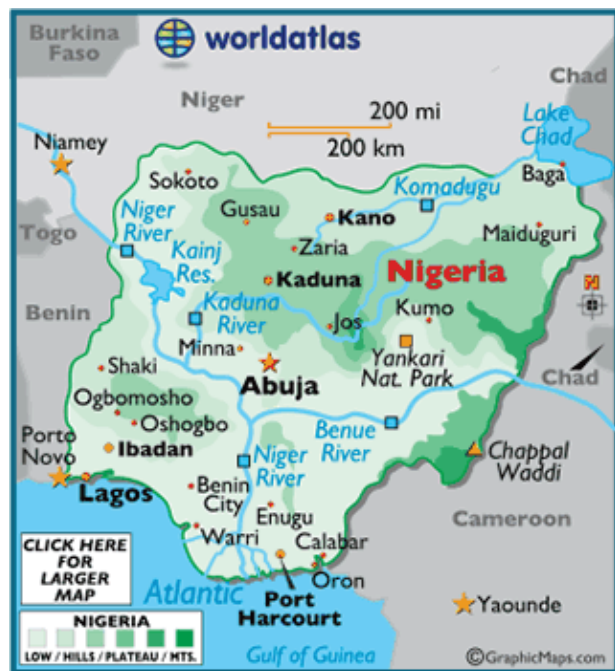 Burkina
Faso
worldatlas
Chad
Niger
200 mi
200 km
Lake
Chad
Niamey
Sokoto
Baga
Komadugu
Gusau
Kano
Niger
River
Togo
Zaria
Maiduguri
Kainj
Res.
Kaduna
Nigeria
N
Kaduna
River
Kumo
Benin
Jos
Minna
Shaki
Abuja
Yankari
Nat. Park
Chad
Ogbomosho
Oshogbo
Benue
River
Porto
Novo
Ibadan
Niger
River
Chappal
Waddi
Lagos
Benin
City
Enugu
Cameroon
Warri
Calabar
CLICK HERE
FOR
LARGER
MAP
Oron
Atlantic
Port
Harcourt
Yaounde
NIGERIA
LOW / HILLS / PLATEAU / MTS.
Gulf of Guinea
©GraphicMaps.com